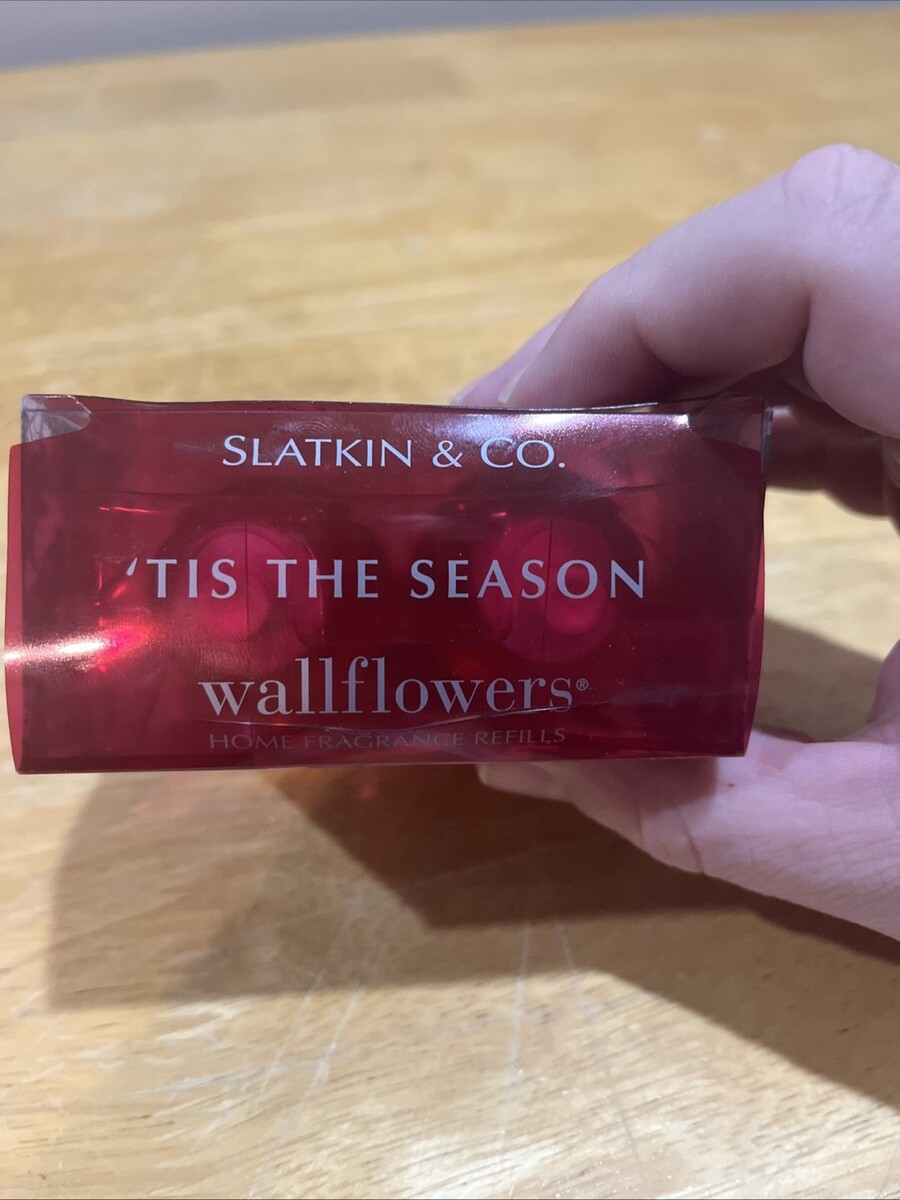 SLATKIN & CO.
'TIS THE SEASON
wallflowers®
HOME FRAGRANCE REFILLS